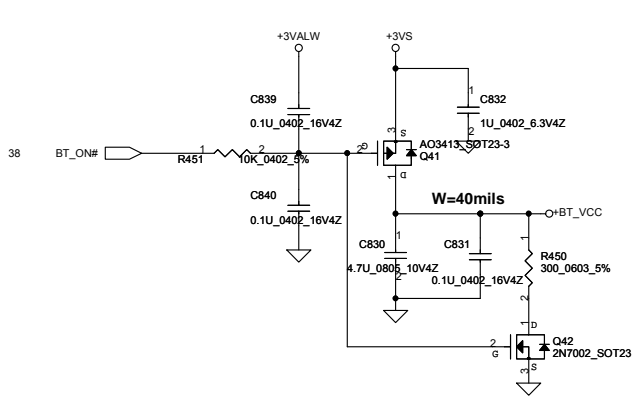 +3VALW
+3VS
C839
0.1U_0402_16V4Z
1
C832
1U_0402_6.3V4Z
2
3
S
38
BT_ON#
1
R451
2
10K_0402_5%
2
G
AO3413_SOT23-3
Q41
1
D
C840
0.1U_0402_16V4Z
W=40mils
+BT_VCC
1
C830
4.7U_0805_10V4Z
2
C831
0.1U_0402_16V4Z
1
R450
300_0603_5%
2
1
D
2
G
Q42
2N7002_SOT23
3
S